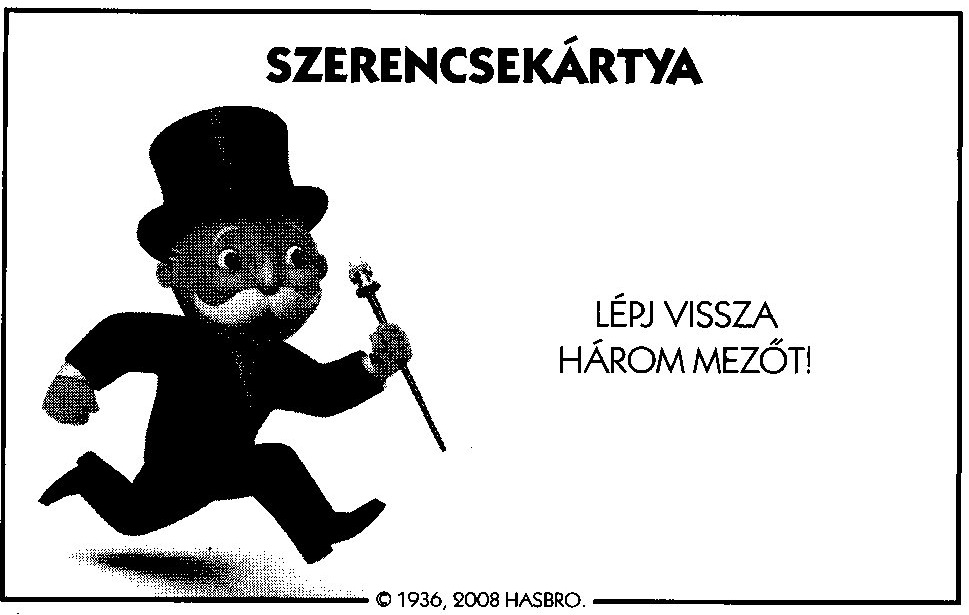 SZERENCSEKÁRTYA
LÉPJ VISSZA
HÁROM MEZŐT!
© 1936, 2008 HASBRO.